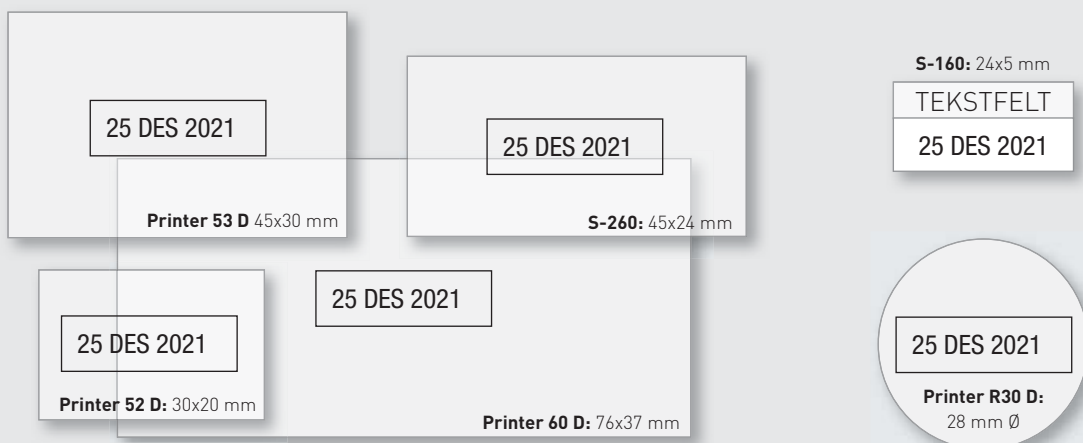 25 DES 2021
Printer 53 D 45x30 mm
25 DES 2021
S-260: 45x24 mm
S-160: 24x5 mm
TEKSTFELT
25 DES 2021
25 DES 2021
Printer 52 D: 30x20 mm
25 DES 2021
Printer 60 D: 76x37 mm
25 DES 2021
Printer R30 D:
28 mm Ø